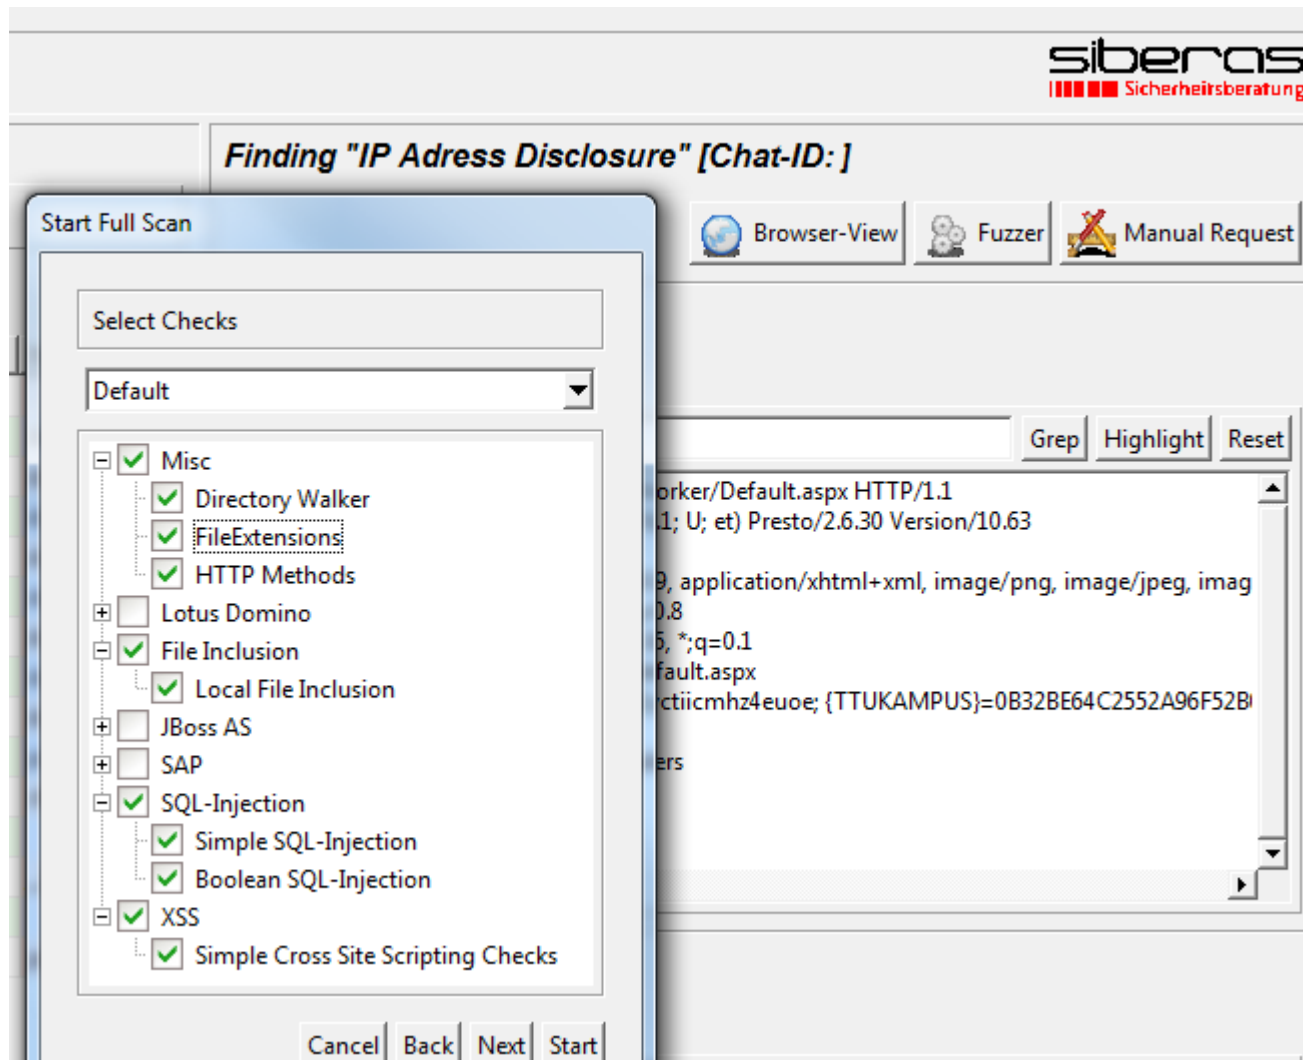 siberas
Sicherheitsberatung
Finding "IP Adress Disclosure" [Chat-ID: ]
Start Full Scan
Browser-View
Fuzzer
Manual Request
Select Checks
Default
Grep
Highlight
Reset
Misc
Directory Walker
FileExtensions
HTTP Methods
Lotus Domino
File Inclusion
Local File Inclusion
JBoss AS
SAP
SQL-Injection
Simple SQL-Injection
Boolean SQL-Injection
XSS
Simple Cross Site Scripting Checks
orker/Default.aspx HTTP/1.1
.1; U; et) Presto/2.6.30 Version/10.63
9, application/xhtml+xml, image/png, image/jpeg, imag
0.8
5, *;q=0.1
fault.aspx
ctiicmhz4euoe; {TTUKAMPUS}=0B32BE64C2552A96F52B
ers
Cancel
Back
Next
Start